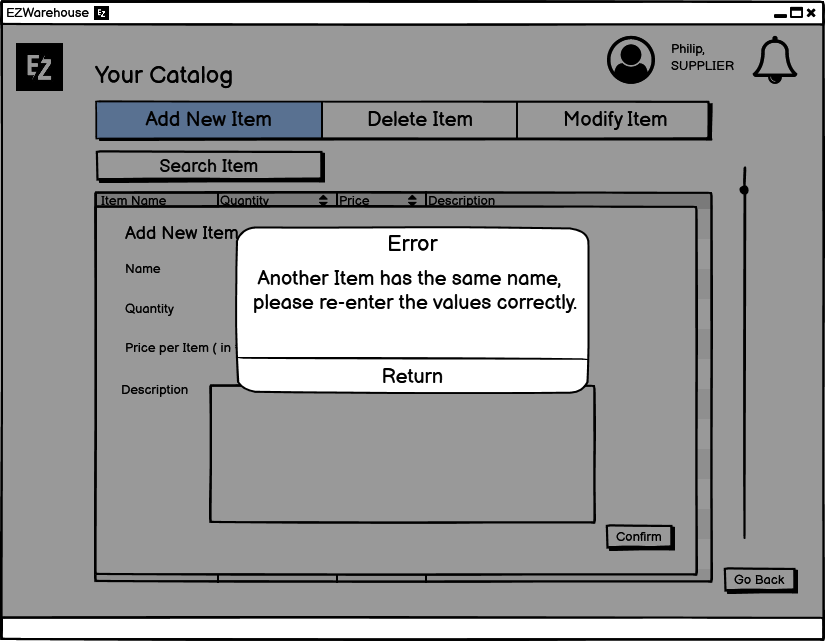 EZWarehouse EZ
EZ
Your Catalog
Philip,
SUPPLIER
Add New Item Delete Item Modify Item
Search Item
Item Name Quantity Price Description
Add New Item
Error
Another Item has the same name,
please re-enter the values correctly.
Return
Name
Quantity
Price per Item ( in
Description
Confirm
Go Back